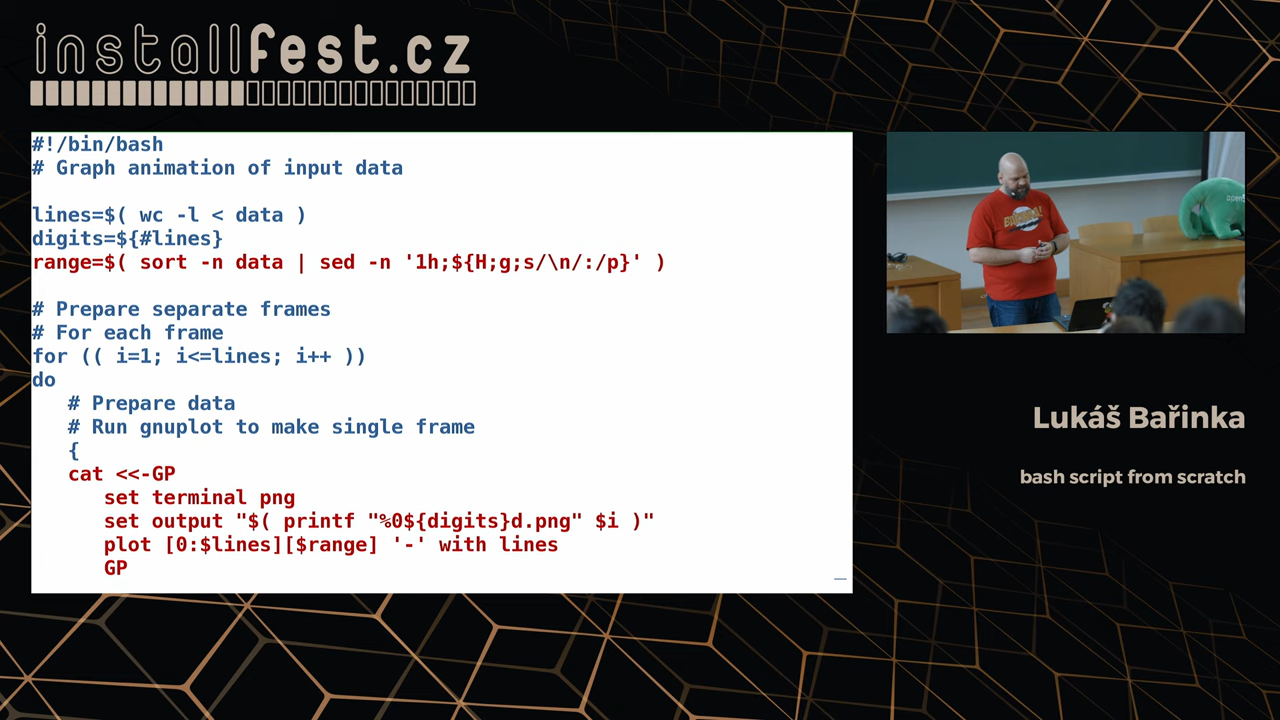 installfest.cz
#!/bin/bash
# Graph animation of input data
lines=$( wc -l < data )
digits=${#lines}
range=$( sort -n data | sed -n '1h;${H;g;s/\n/:/p}' )
# Prepare separate frames
# For each frame
for (( i=1; i<=lines; i++ ))
do
# Prepare data
# Run gnuplot to make single frame
{
cat <<-GP
set terminal png
set output "$( printf "%0${digits}d.png" $i )"
plot [0:$lines][$range] '-' with lines
GP
Lukáš Bařinka
bash script from scratch